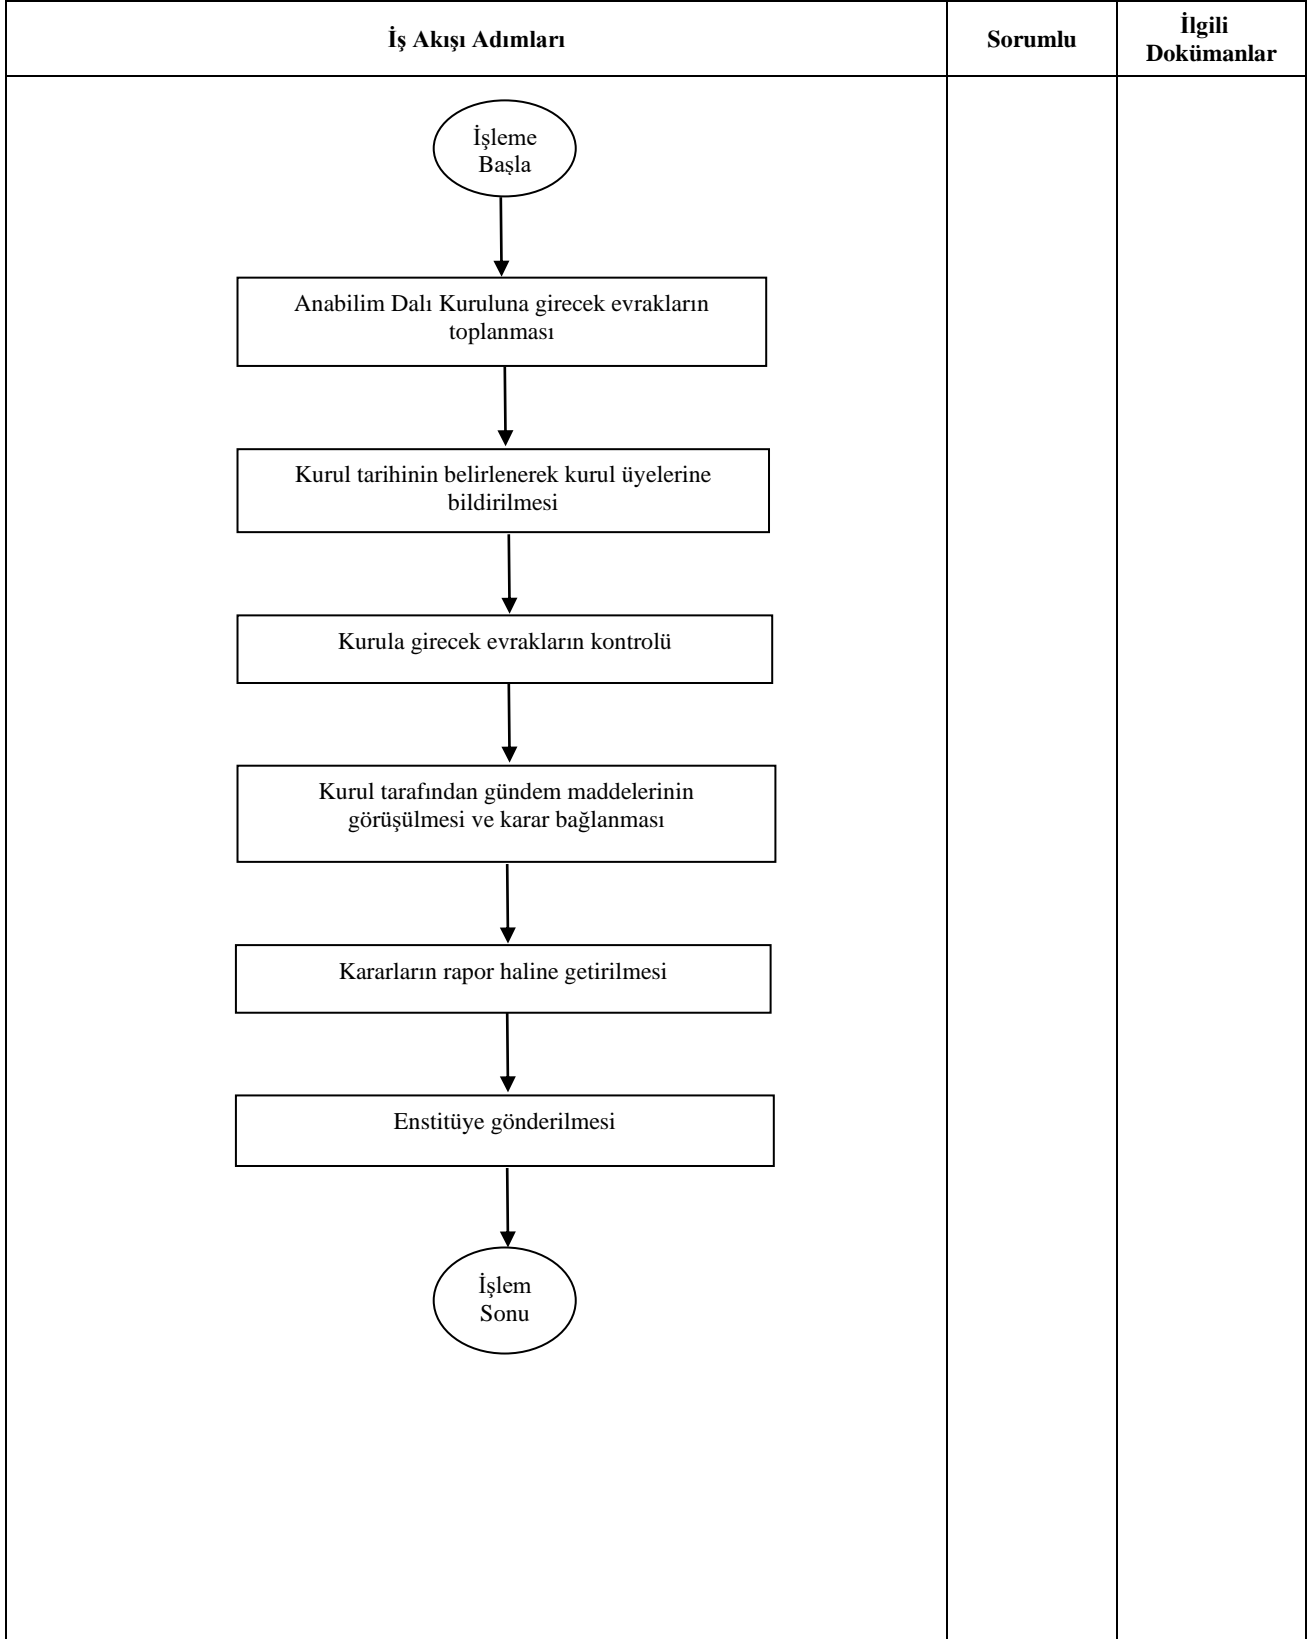 İş Akışı Adımları
Sorumlu
İlgili
Dokümanlar
İşleme
Başla
Anabilim Dalı Kuruluna girecek evrakların
toplanması
Kurul tarihinin belirlenerek kurul üyelerine
bildirilmesi
Kurula girecek evrakların kontrolü
Kurul tarafından gündem maddelerinin
görüşülmesi ve karar bağlanması
Kararların rapor haline getirilmesi
Enstitüye gönderilmesi
İşlem
Sonu